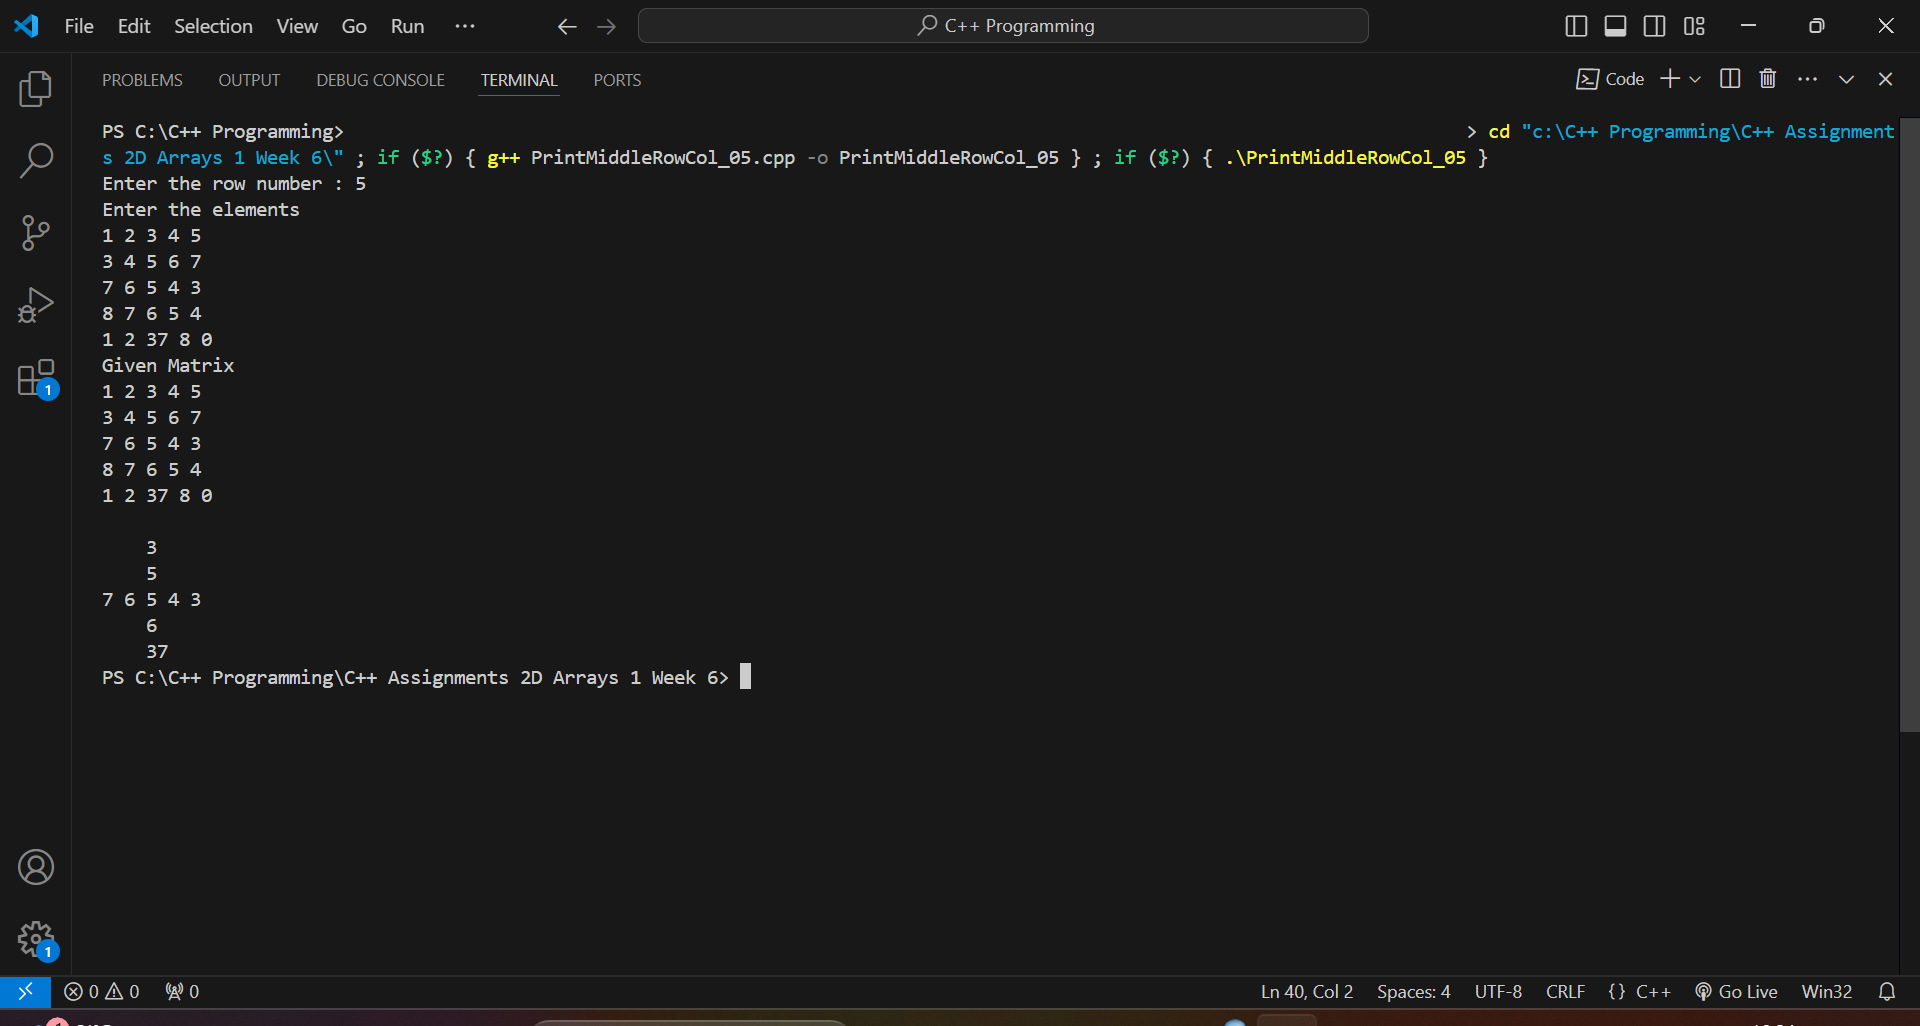 File Edit Selection View Go Run ··· C++ Programming
PROBLEMS OUTPUT DEBUG CONSOLE TERMINAL PORTS Code
PS C:\C++ Programming> > cd "c:\C++ Programming\C++ Assignment
s 2D Arrays 1 Week 6\" ; if ($?) { g++ PrintMiddleRowCol_05.cpp -o PrintMiddleRowCol_05 } ; if ($?) { .\PrintMiddleRowCol_05 }
Enter the row number : 5
Enter the elements
1 2 3 4 5
3 4 5 6 7
7 6 5 4 3
8 7 6 5 4
1 2 37 8 0
Given Matrix
1 2 3 4 5
3 4 5 6 7
7 6 5 4 3
8 7 6 5 4
1 2 37 8 0
3
5
7 6 5 4 3
6
37
PS C:\C++ Programming\C++ Assignments 2D Arrays 1 Week 6>
1
1
0 0 0 Ln 40, Col 2 Spaces: 4 UTF-8 CRLF {} C++ Go Live Win32